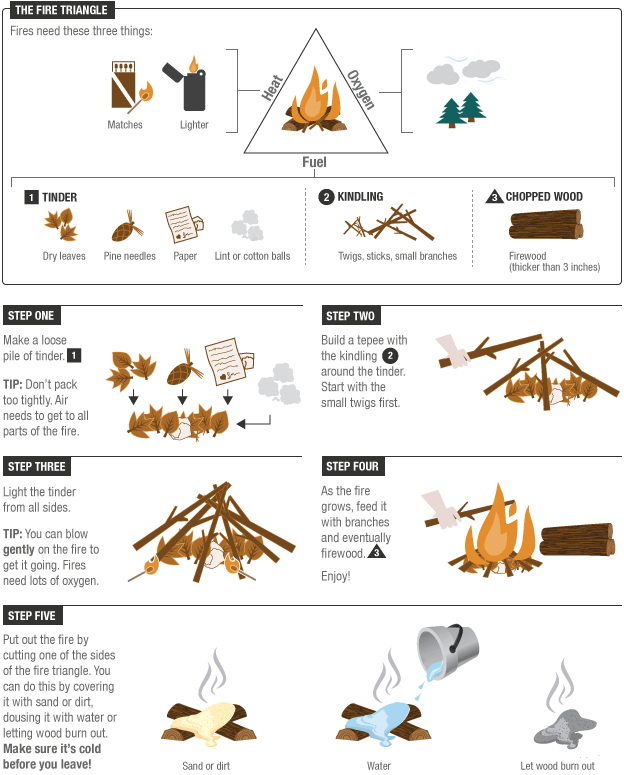 THE FIRE TRIANGLE
Fires need these three things:
Heat
Oxygen
Matches
Lighter
Fuel
1 TINDER
Dry leaves
Pine needles
Paper
Lint or cotton balls
2 KINDLING
Twigs, sticks, small branches
3 CHOPPED WOOD
Firewood
(thicker than 3 inches)
STEP ONE
Make a loose
pile of tinder. 1
TIP: Don't pack
too tightly. Air
needs to get to all
parts of the fire.
STEP TWO
Build a tepee with
the kindling 2
around the tinder.
Start with the
small twigs first.
STEP THREE
Light the tinder
from all sides.
TIP: You can blow
gently on the fire to
get it going. Fires
need lots of oxygen.
STEP FOUR
As the fire
grows, feed it
with branches
and eventually
firewood. 3
Enjoy!
STEP FIVE
Put out the fire by
cutting one of the sides
of the fire triangle. You
can do this by covering
it with sand or dirt,
dousing it with water or
letting wood burn out.
Make sure it's cold
before you leave!
Sand or dirt
Water
Let wood burn out